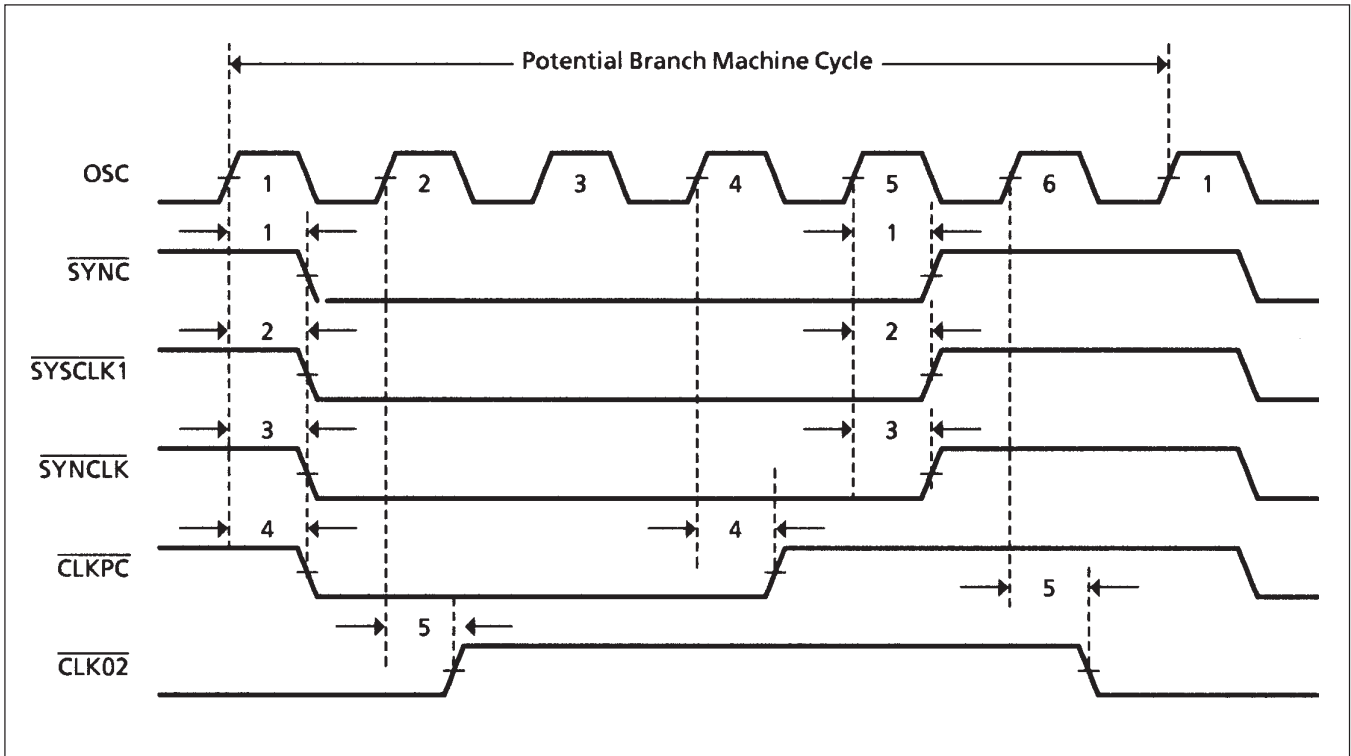 Potential Branch Machine Cycle
OSC
1 2 3 4 5 6 1
1 1
SYNC
2 2
SYSCLK1
3 3
SYNCLK
4 4
CLKPC
5
5
CLK02